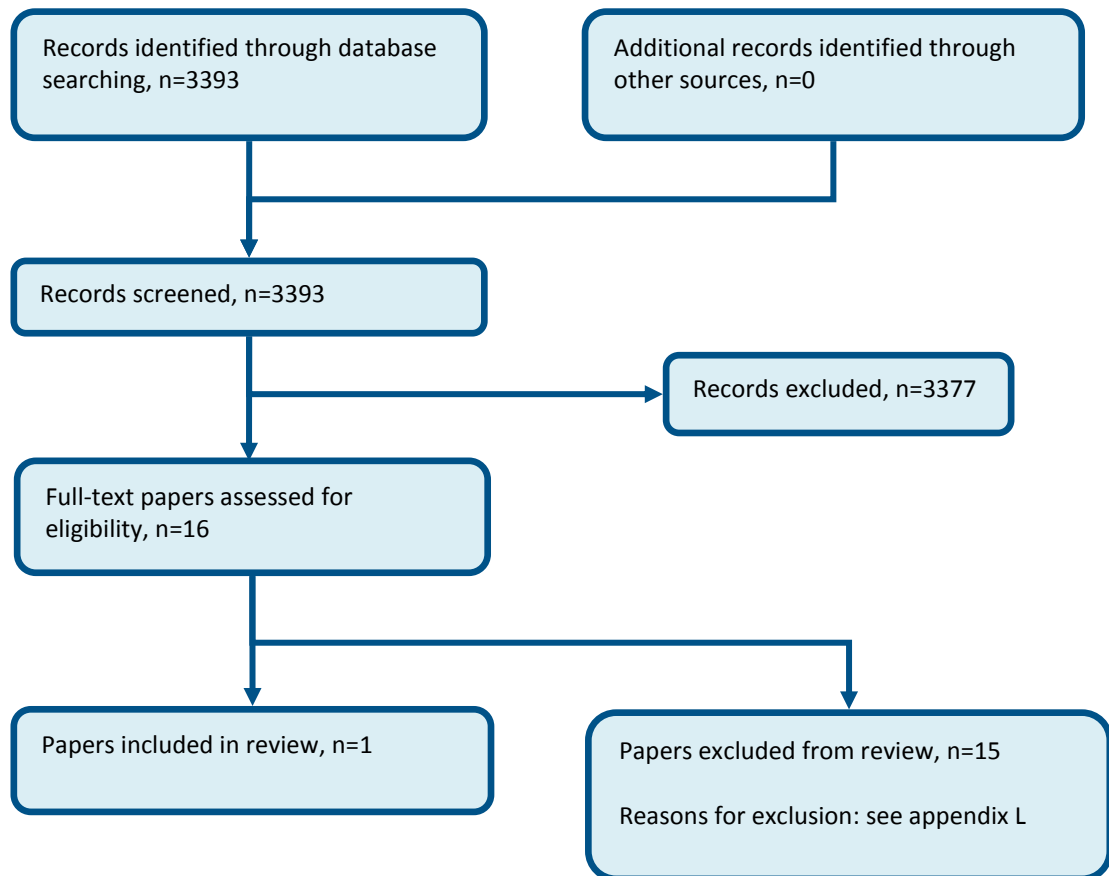 Records identified through database
searching, n=3393
Additional records identified through
other sources, n=0
Records screened, n=3393
Records excluded, n=3377
Full-text papers assessed for
eligibility, n=16
Papers included in review, n=1
Papers excluded from review, n=15
Reasons for exclusion: see appendix L